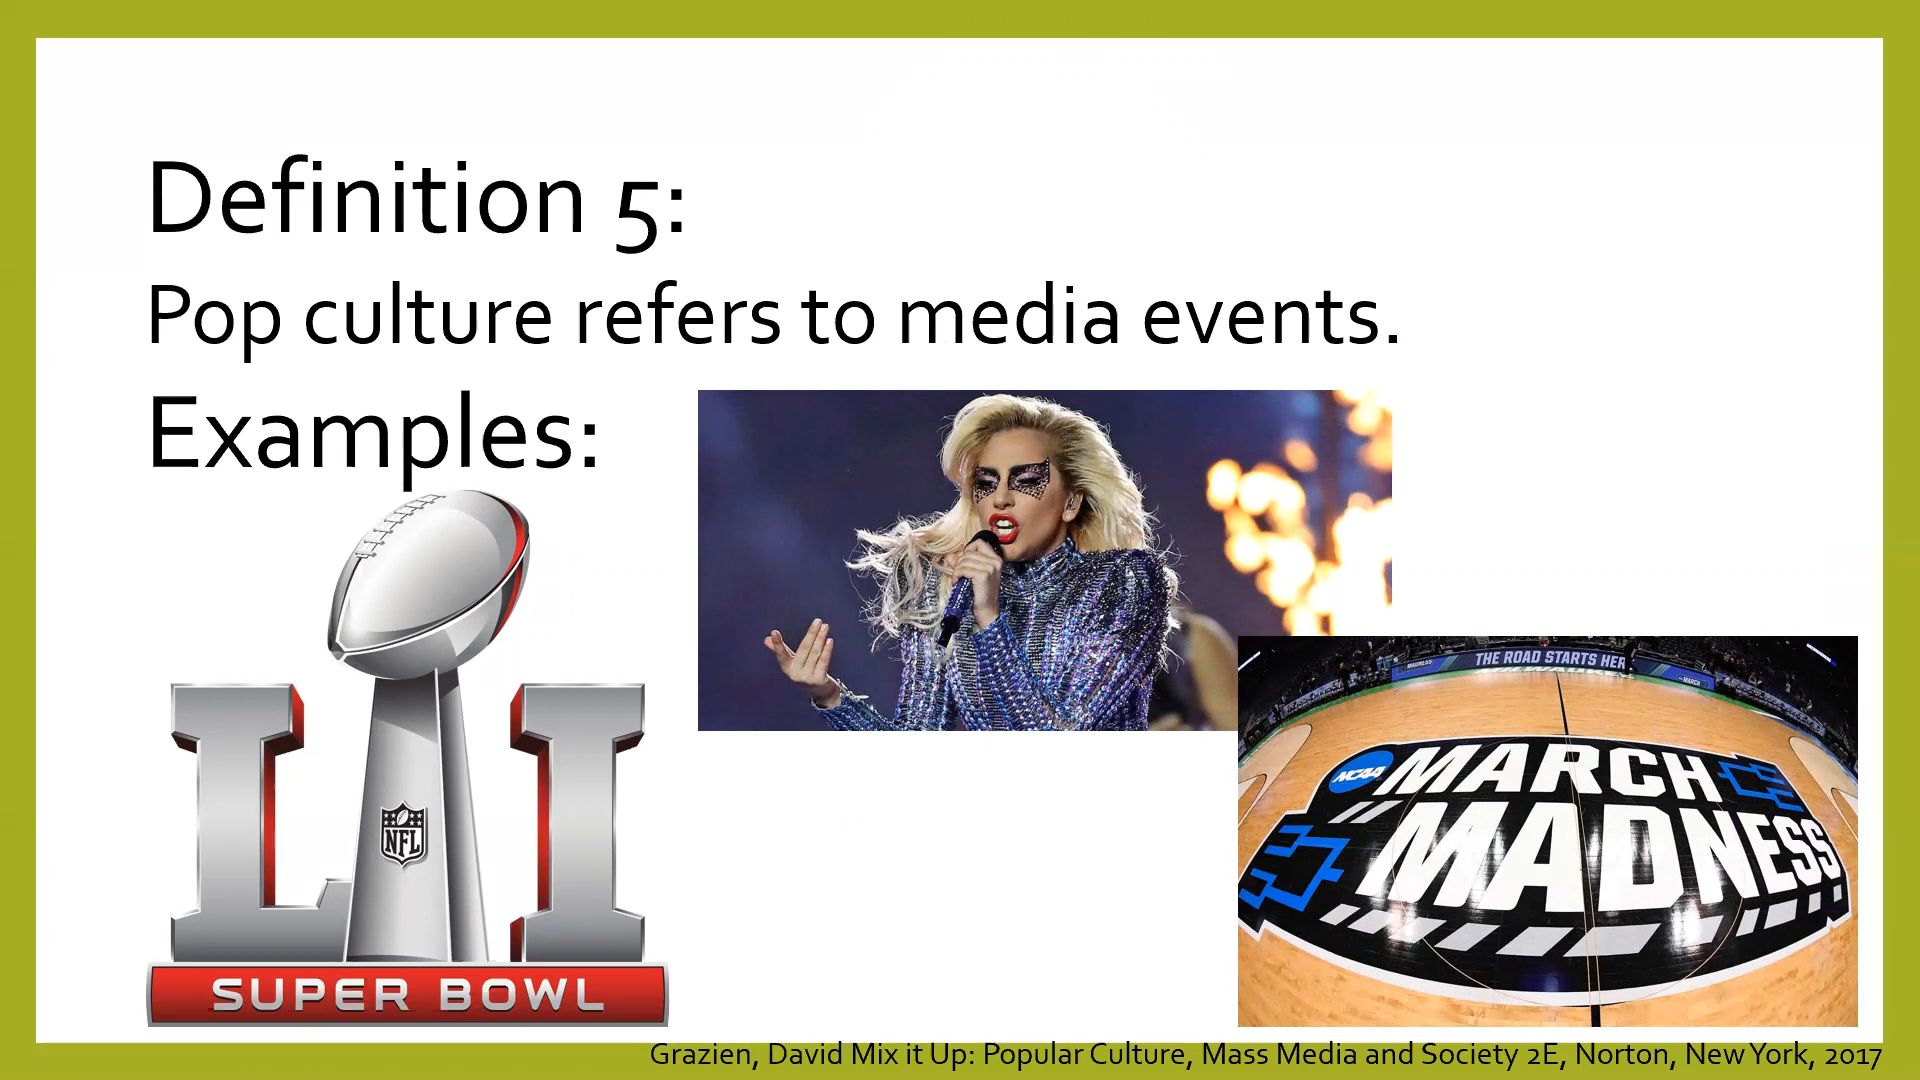 Definition 5:
Pop culture refers to media events.
Examples:
LI
NFL
SUPER BOWL
THE ROAD STARTS HER
NCAA
MARCH
MADNESS
Grazien, David Mix it Up: Popular Culture, Mass Media and Society 2E, Norton, New York, 2017